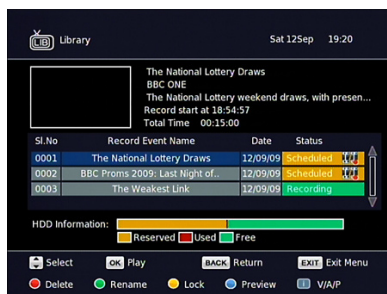 LIB Library Sat 12Sep 19:20
The National Lottery Draws
BBC ONE
The National Lottery weekend draws, with presen...
Record start at 18:54:57
Total Time 00:15:00
Sl.No Record Event Name Date Status
0001 The National Lottery Draws 12/09/09 Scheduled
0002 BBC Proms 2009: Last Night of.. 12/09/09 Scheduled
0003 The Weakest Link 12/09/09 Recording
HDD Information:
Reserved Used Free
Select OK Play BACK Return EXIT Exit Menu
Delete Rename Lock Preview V/A/P